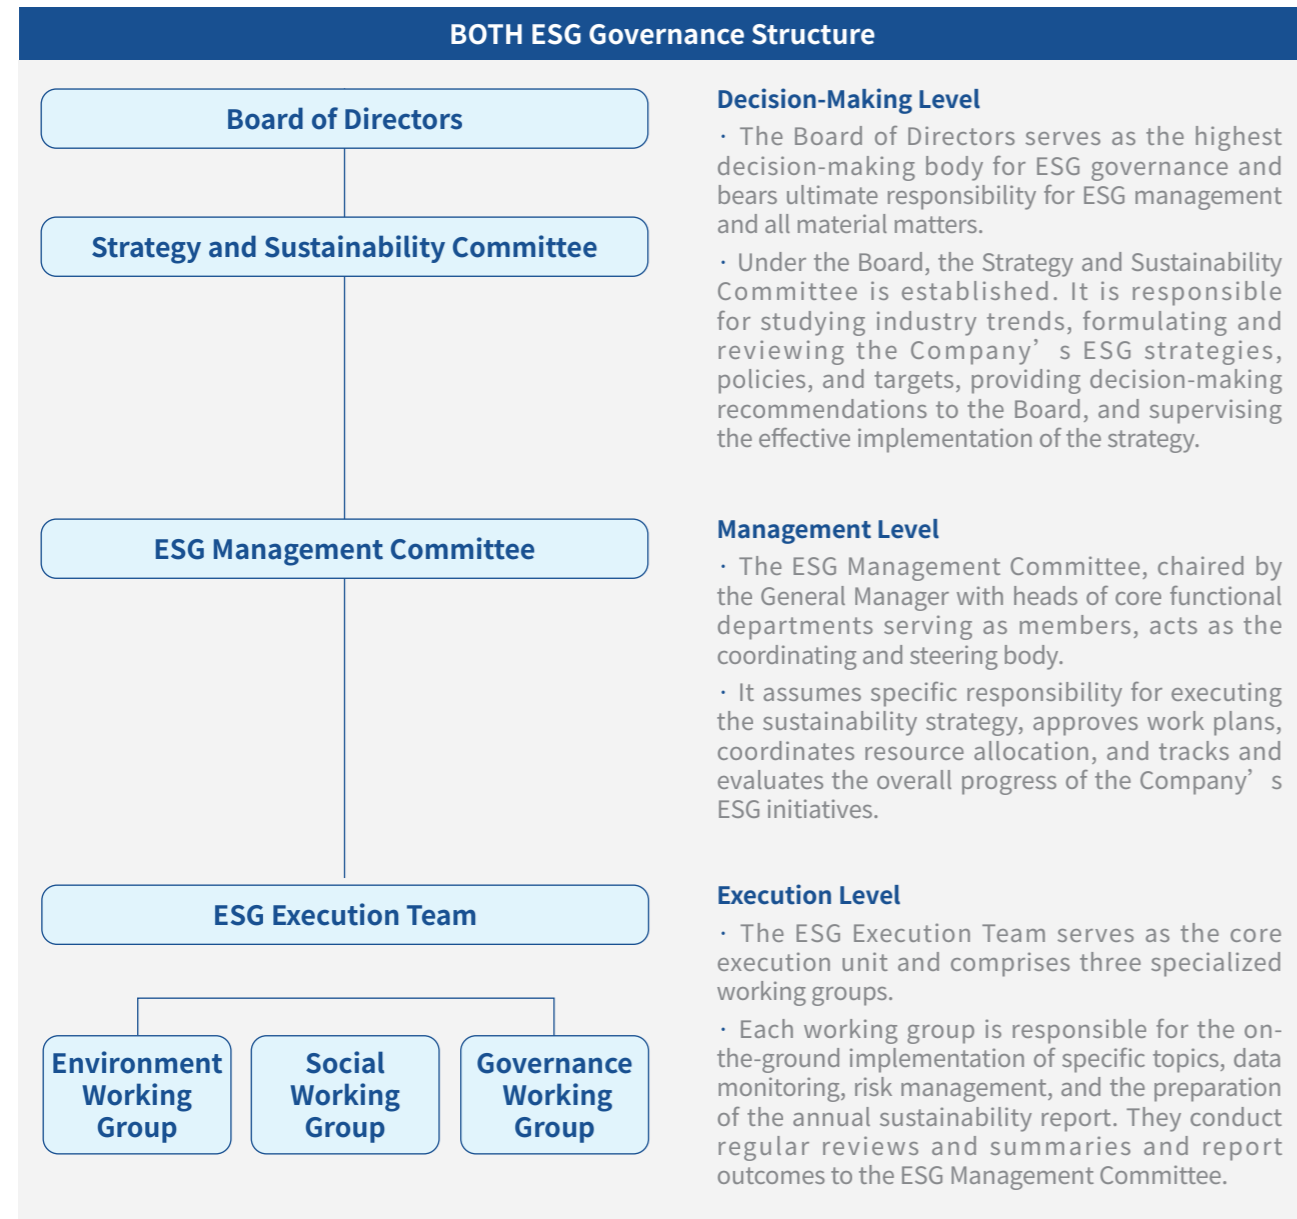 BOTH ESG Governance Structure
Board of Directors
Strategy and Sustainability Committee
Decision-Making Level
· The Board of Directors serves as the highest
decision-making body for ESG governance and
bears ultimate responsibility for ESG management
and all material matters.
· Under the Board, the Strategy and Sustainability
Committee is established. It is responsible
for studying industry trends, formulating and
reviewing the Company’s ESG strategies,
policies, and targets, providing decision-making
recommendations to the Board, and supervising
the effective implementation of the strategy.
ESG Management Committee
Management Level
· The ESG Management Committee, chaired by
the General Manager with heads of core functional
departments serving as members, acts as the
coordinating and steering body.
· It assumes specific responsibility for executing
the sustainability strategy, approves work plans,
coordinates resource allocation, and tracks and
evaluates the overall progress of the Company’s
ESG initiatives.
ESG Execution Team
Environment
Working
Group
Social
Working
Group
Governance
Working
Group
Execution Level
· The ESG Execution Team serves as the core
execution unit and comprises three specialized
working groups.
· Each working group is responsible for the on-
the-ground implementation of specific topics, data
monitoring, risk management, and the preparation
of the annual sustainability report. They conduct
regular reviews and summaries and report
outcomes to the ESG Management Committee.